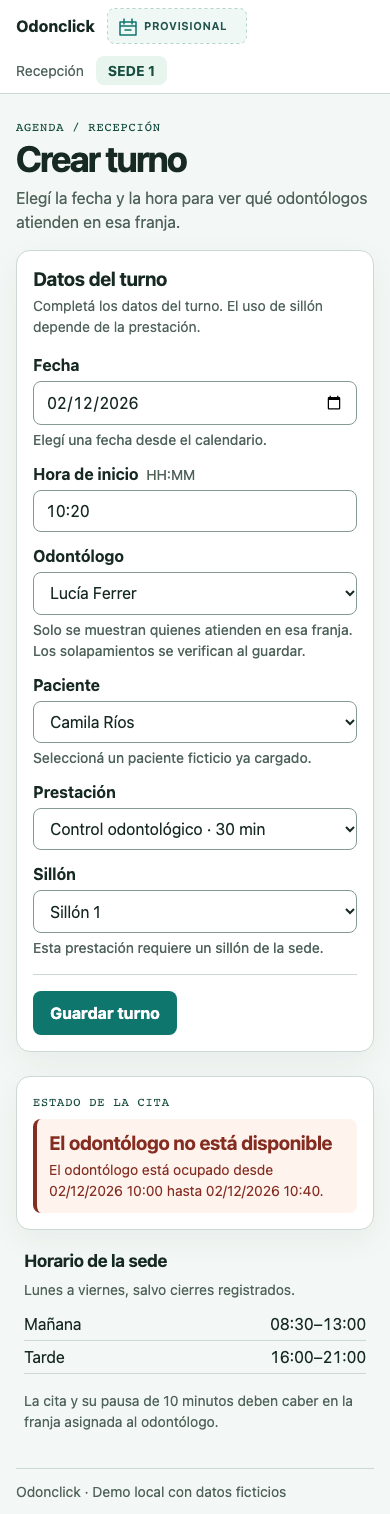 Odonclick
PROVISIONAL
Recepción
SEDE 1
AGENDA / RECEPCIÓN
Crear turno
Elegí la fecha y la hora para ver qué odontólogos
atienden en esa franja.
Datos del turno
Completá los datos del turno. El uso de sillón
depende de la prestación.
Fecha
02/12/2026
Elegí una fecha desde el calendario.
Hora de inicio HH:MM
10:20
Odontólogo
Lucía Ferrer
Solo se muestran quienes atienden en esa franja.
Los solapamientos se verifican al guardar.
Paciente
Camila Ríos
Seleccioná un paciente ficticio ya cargado.
Prestación
Control odontológico · 30 min
Sillón
Sillón 1
Esta prestación requiere un sillón de la sede.
Guardar turno
ESTADO DE LA CITA
El odontólogo no está disponible
El odontólogo está ocupado desde
02/12/2026 10:00 hasta 02/12/2026 10:40.
Horario de la sede
Lunes a viernes, salvo cierres registrados.
Mañana 08:30–13:00
Tarde 16:00–21:00
La cita y su pausa de 10 minutos deben caber en la
franja asignada al odontólogo.
Odonclick · Demo local con datos ficticios